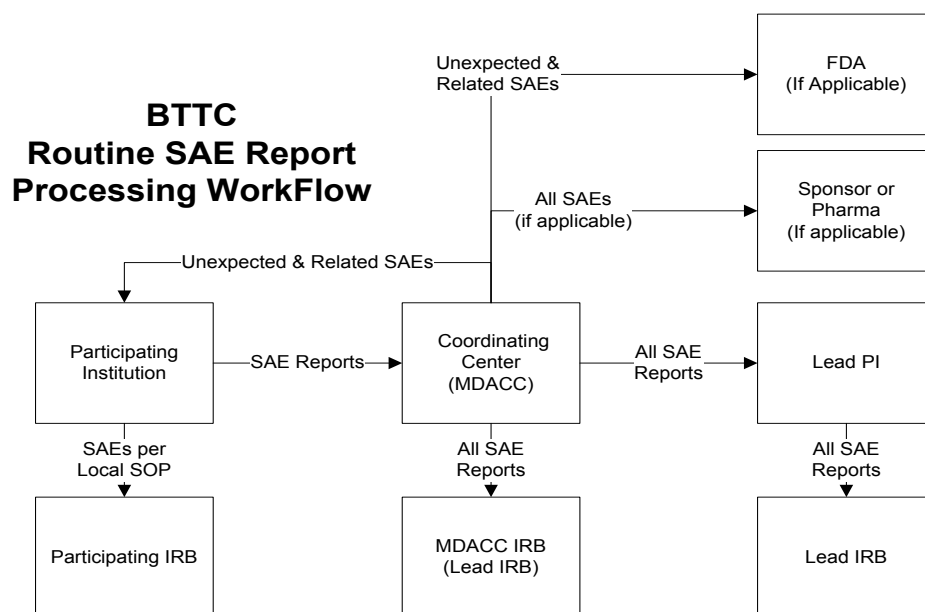 Unexpected &
Related SAEs
FDA
(If Applicable)
BTTC
Routine SAE Report
Processing WorkFlow
All SAEs
(if applicable)
Sponsor or
Pharma
(If applicable)
Unexpected & Related SAEs
Participating
Institution
SAE Reports
Coordinating
Center
(MDACC)
All SAE
Reports
Lead PI
SAEs per
Local SOP
All SAE
Reports
All SAE
Reports
Participating IRB
MDACC IRB
(Lead IRB)
Lead IRB